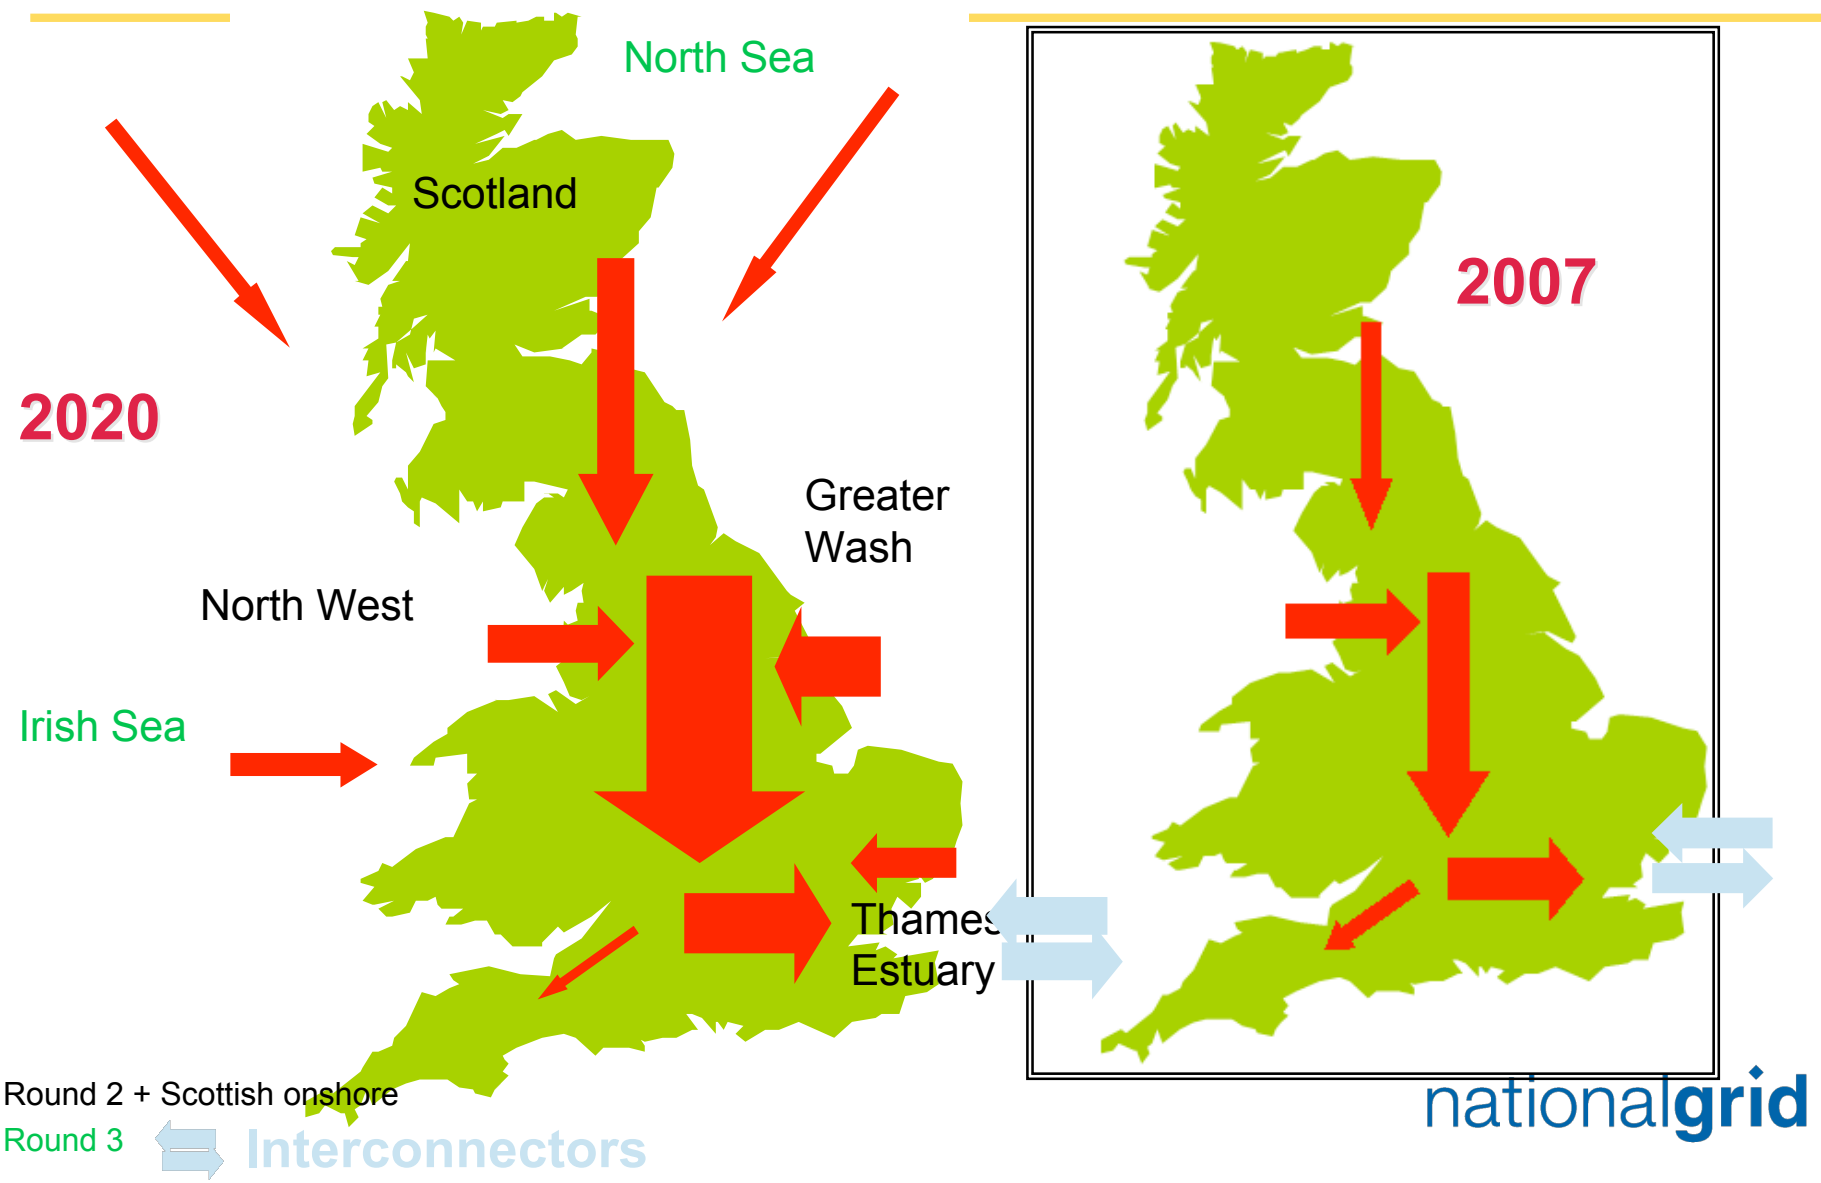 North Sea
Scotland
2007
2020
Greater
Wash
North West
Irish Sea
Thames
Estuary
Round 2 + Scottish onshore
Round 3
Interconnectors
nationalgrid